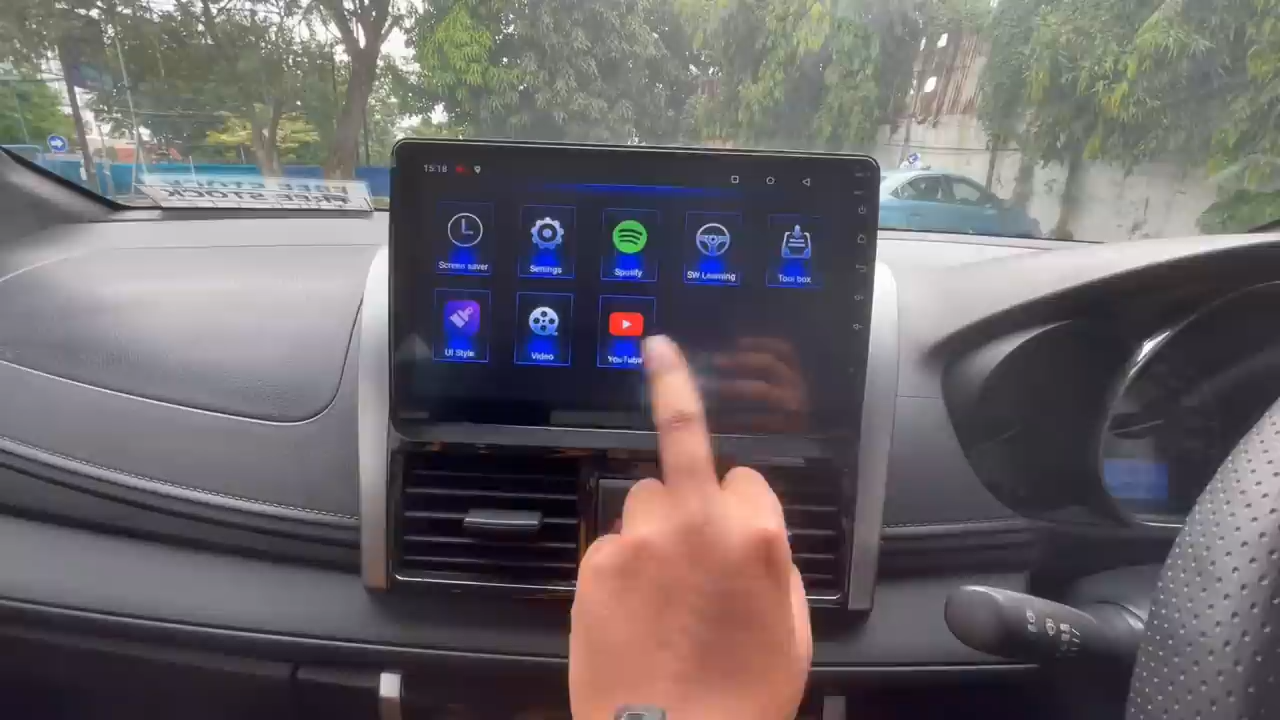 15:18
Screen saver
Settings
Spotify
SW Learning
Tool box
UI Style
Video
YouTube